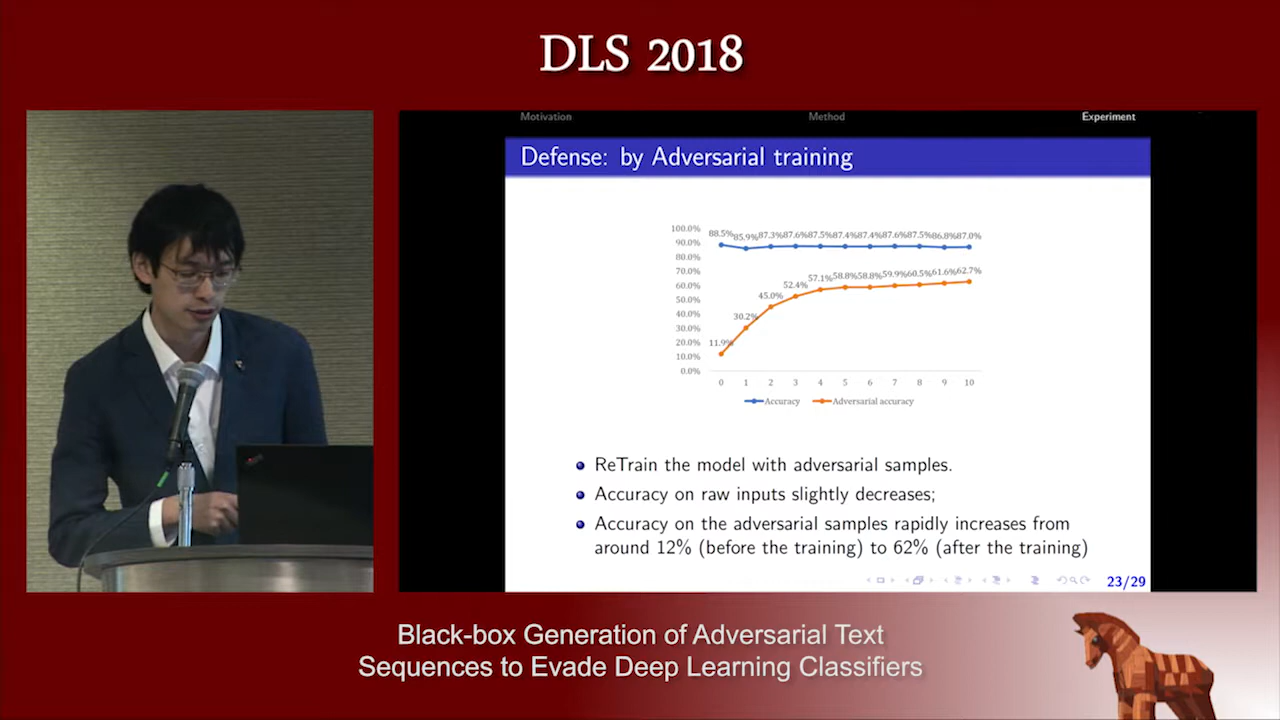 DLS 2018
Motivation Method Experiment
Defense: by Adversarial training
100.0%
90.0%
80.0%
70.0%
60.0%
50.0%
40.0%
30.0%
20.0%
10.0%
0.0%
88.5% 85.9% 87.3% 87.6% 87.5% 87.4% 87.4% 87.6% 87.5% 86.8% 87.0%
11.9% 30.2% 45.0% 52.4% 57.1% 58.8% 58.8% 59.9% 60.5% 61.6% 62.7%
0 1 2 3 4 5 6 7 8 9 10
Accuracy Adversarial accuracy
ReTrain the model with adversarial samples.
Accuracy on raw inputs slightly decreases;
Accuracy on the adversarial samples rapidly increases from
around 12% (before the training) to 62% (after the training)
23/29
Black-box Generation of Adversarial Text
Sequences to Evade Deep Learning Classifiers